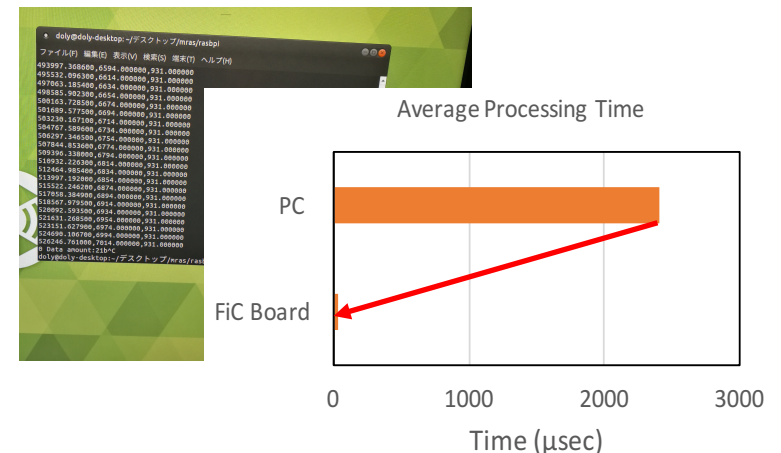 doly@doly-desktop: ~/デスクトップ/mras/rasbpi
ファイル(F) 編集(E) 表示(V) 検索(S) 端末(T) ヘルプ(H)
493997.368600,6594.000000,931.000000
495532.096300,6614.000000,931.000000
497063.185400,6634.000000,931.000000
498585.902300,6654.000000,931.000000
500163.728500,6674.000000,931.000000
501689.577500,6694.000000,931.000000
503230.167100,6714.000000,931.000000
504767.589600,6734.000000,931.000000
506297.346500,6754.000000,931.000000
507844.853600,6774.000000,931.000000
509396.338000,6794.000000,931.000000
510932.226300,6814.000000,931.000000
512464.985400,6834.000000,931.000000
513997.192000,6854.000000,931.000000
515522.246200,6874.000000,931.000000
517050.384900,6894.000000,931.000000
518567.979500,6914.000000,931.000000
520092.593500,6934.000000,931.000000
521631.268500,6954.000000,931.000000
523151.627900,6974.000000,931.000000
524690.106700,6994.000000,931.000000
526246.761000,7014.000000,931.000000
0 Data amount:21b^C
doly@doly-desktop:~/デスクトップ/mras/rasb
Average Processing Time
PC
FiC Board
0 1000 2000 3000
Time (μsec)